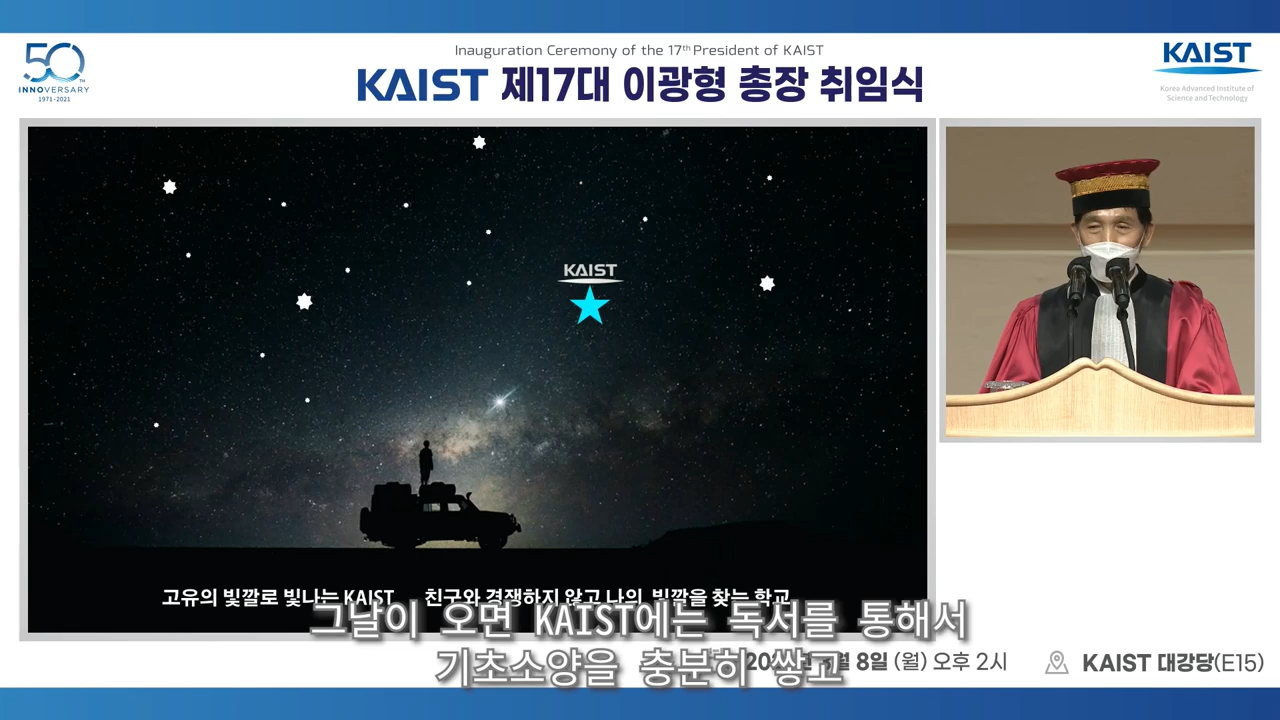 50TH
INNOVERSARY
1971-2021
Inauguration Ceremony of the 17th President of KAIST
KAIST 제17대 이광형 총장 취임식
KAIST
Korea Advanced Institute of
Science and Technology
KAIST
고유의 빛깔로 빛나는 KAIST 친구와 경쟁하지 않고 나의 빛깔을 찾는 학교
그날이 오면 KAIST에는 독서를 통해서
기초소양을 충분히 쌓고
8일 (월) 오후 2시
KAIST 대강당(E15)